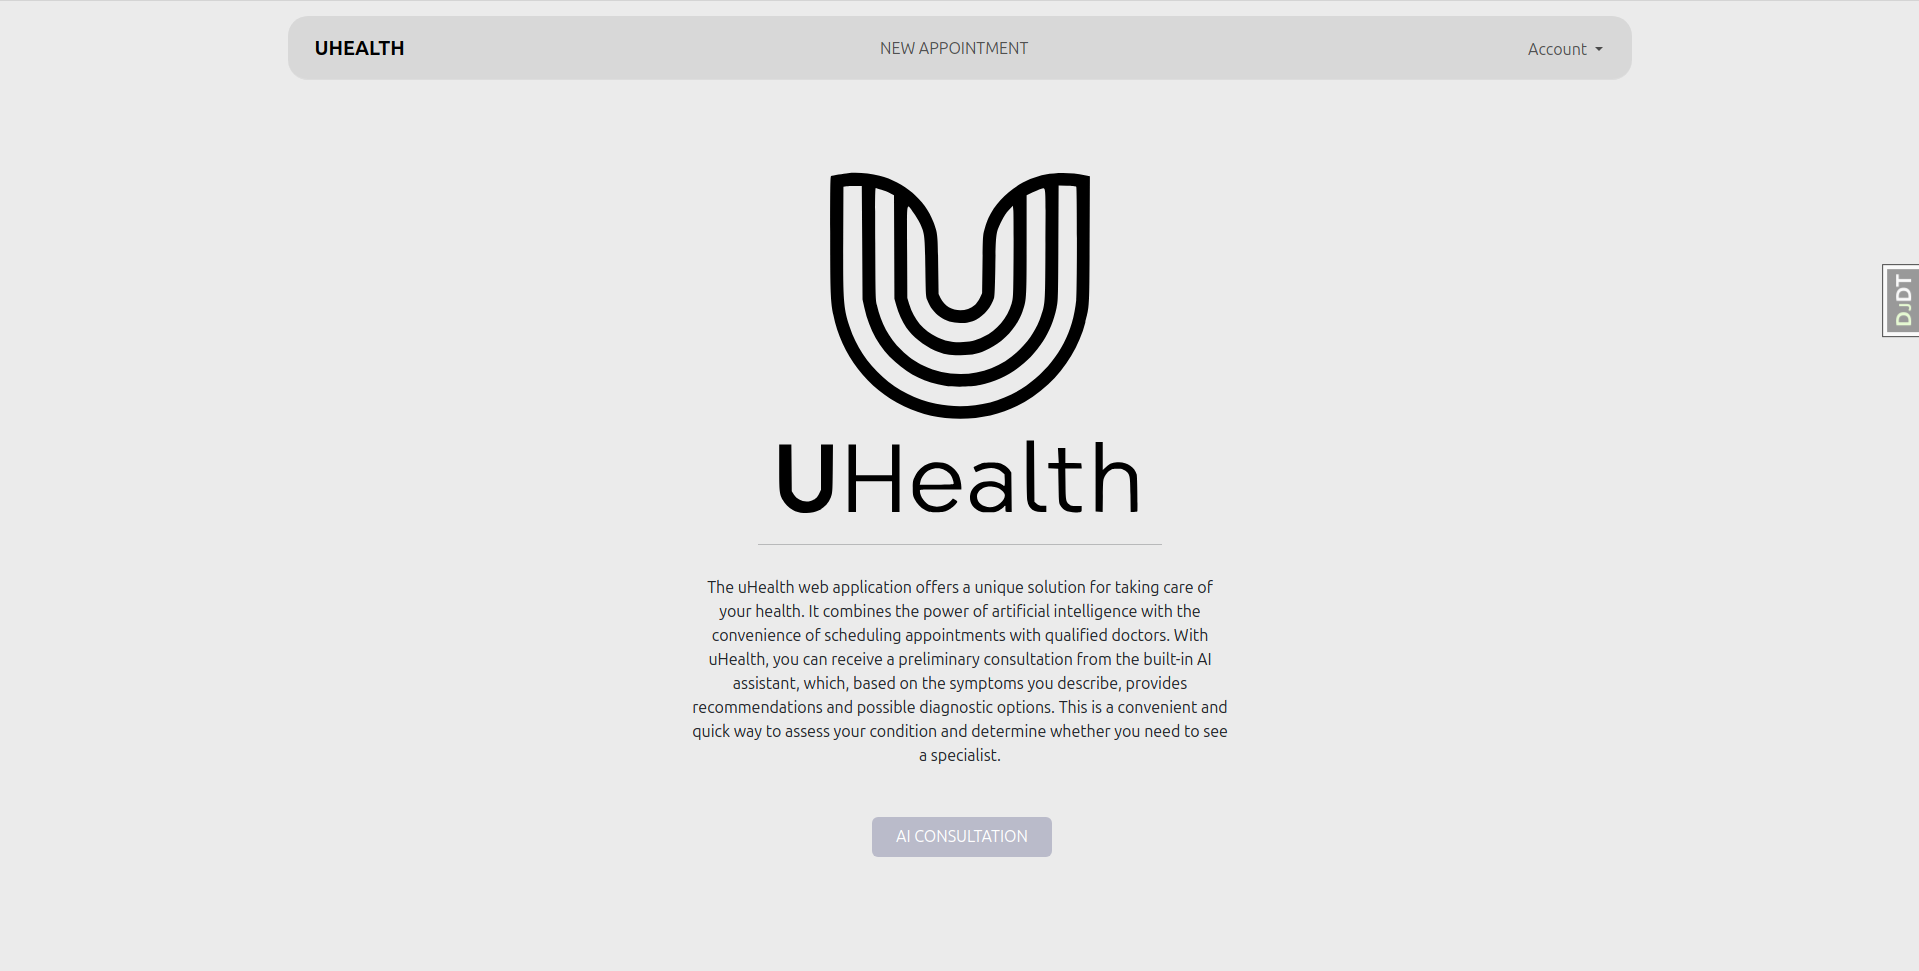 UHEALTH
NEW APPOINTMENT
Account
DJDT
UHealth
The uHealth web application offers a unique solution for taking care of
your health. It combines the power of artificial intelligence with the
convenience of scheduling appointments with qualified doctors. With
uHealth, you can receive a preliminary consultation from the built-in AI
assistant, which, based on the symptoms you describe, provides
recommendations and possible diagnostic options. This is a convenient and
quick way to assess your condition and determine whether you need to see
a specialist.
AI CONSULTATION